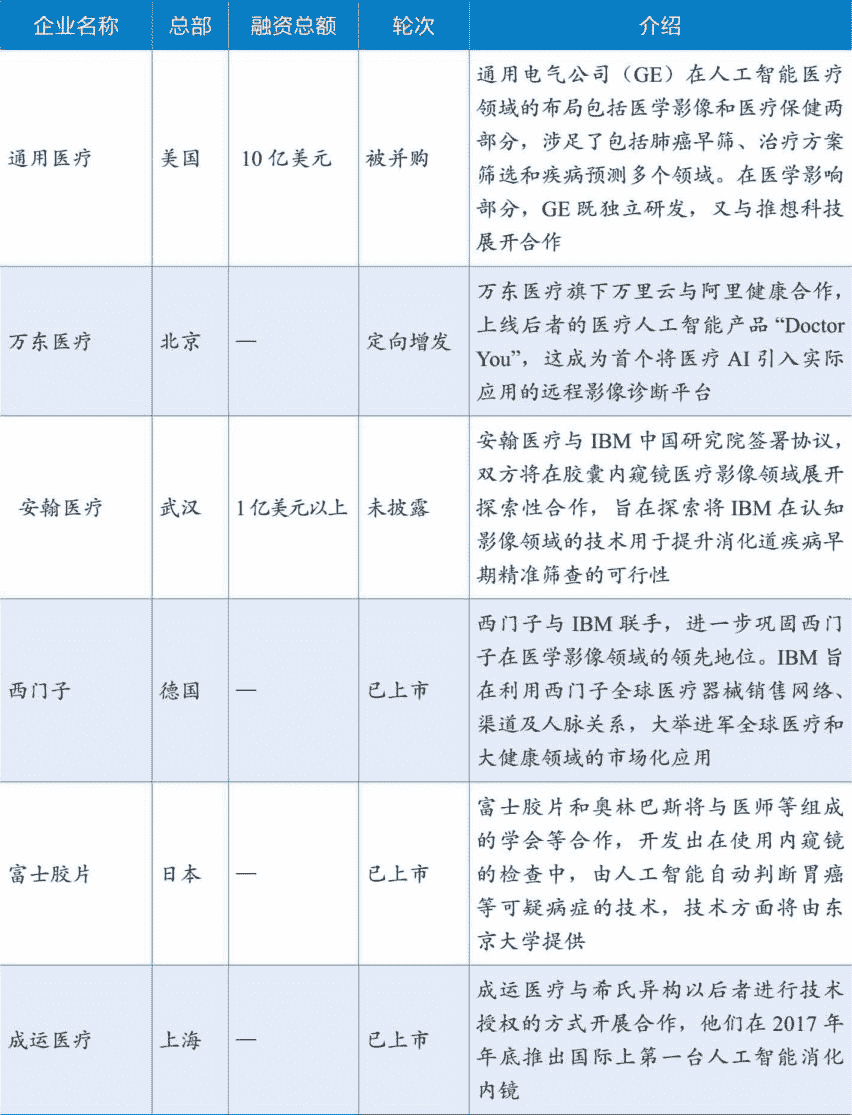 企业名称 总部 融资总额 轮次 介绍
通用电气公司（GE）在人工智能医疗
领域的布局包括医学影像和医疗保健两
部分，涉足了包括肺癌早筛、治疗方案
通用医疗 美国 10 亿美元 被并购
筛选和疾病预测多个领域。在医学影响
部分，GE 既独立研发，又与推想科技
展开合作
万东医疗旗下万里云与阿里健康合作，
上线后者的医疗人工智能产品 “Doctor
万东医疗 北京 — 定向增发
You”，这成为首个将医疗 AI 引入实际
应用的远程影像诊断平台
安翰医疗与 IBM 中国研究院签署协议，
双方将在胶囊内窥镜医疗影像领域展开
安翰医疗 武汉 1 亿美元以上 未披露
探索性合作，旨在探索将 IBM 在认知
影像领域的技术用于提升消化道疾病早
期精准筛查的可行性
西门子与 IBM 联手，进一步巩固西门
子在医学影像领域的领先地位。IBM 旨
西门子 德国 — 已上市
在利用西门子全球医疗器械销售网络、
渠道及人脉关系，大举进军全球医疗和
大健康领域的市场化应用
富士胶片和奥林巴斯将与医师等组成
的学会等合作，开发出在使用内窥镜
富士胶片 日本 — 已上市
的检查中，由人工智能自动判断胃癌
等可疑病症的技术，技术方面将由东
京大学提供
成运医疗与希氏异构以后者进行技术
授权的方式开展合作，他们在 2017 年
成运医疗 上海 — 已上市
年底推出国际上第一台人工智能消化
内镜